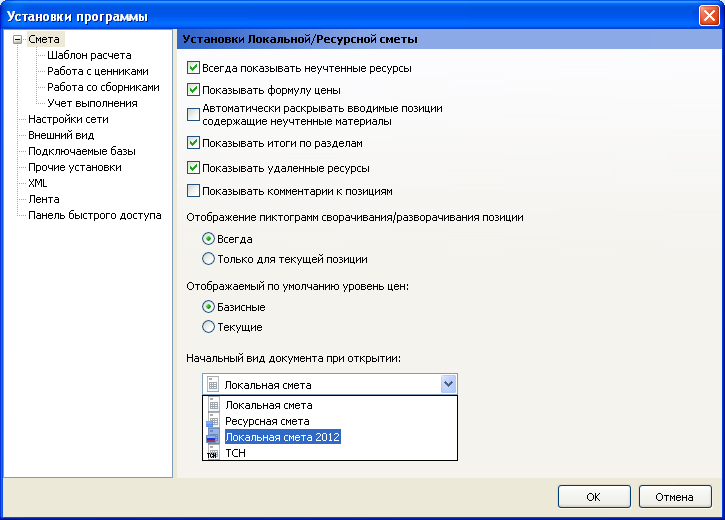 Установки программы
Смета
Шаблон расчета
Работа с ценниками
Работа со сборниками
Учет выполнения
Настройки сети
Внешний вид
Подключаемые базы
Прочие установки
XML
Лента
Панель быстрого доступа
Установки Локальной/Ресурсной сметы
Всегда показывать неучтенные ресурсы
Показывать формулу цены
Автоматически раскрывать вводимые позиции
содержащие неучтенные материалы
Показывать итоги по разделам
Показывать удаленные ресурсы
Показывать комментарии к позициям
Отображение пиктограмм сворачивания/разворачивания позиции
Всегда
Только для текущей позиции
Отображаемый по умолчанию уровень цен:
Базисные
Текущие
Начальный вид документа при открытии:
Локальная смета
Локальная смета
Ресурсная смета
Локальная смета 2012
ТСН ТСН
OK
Отмена